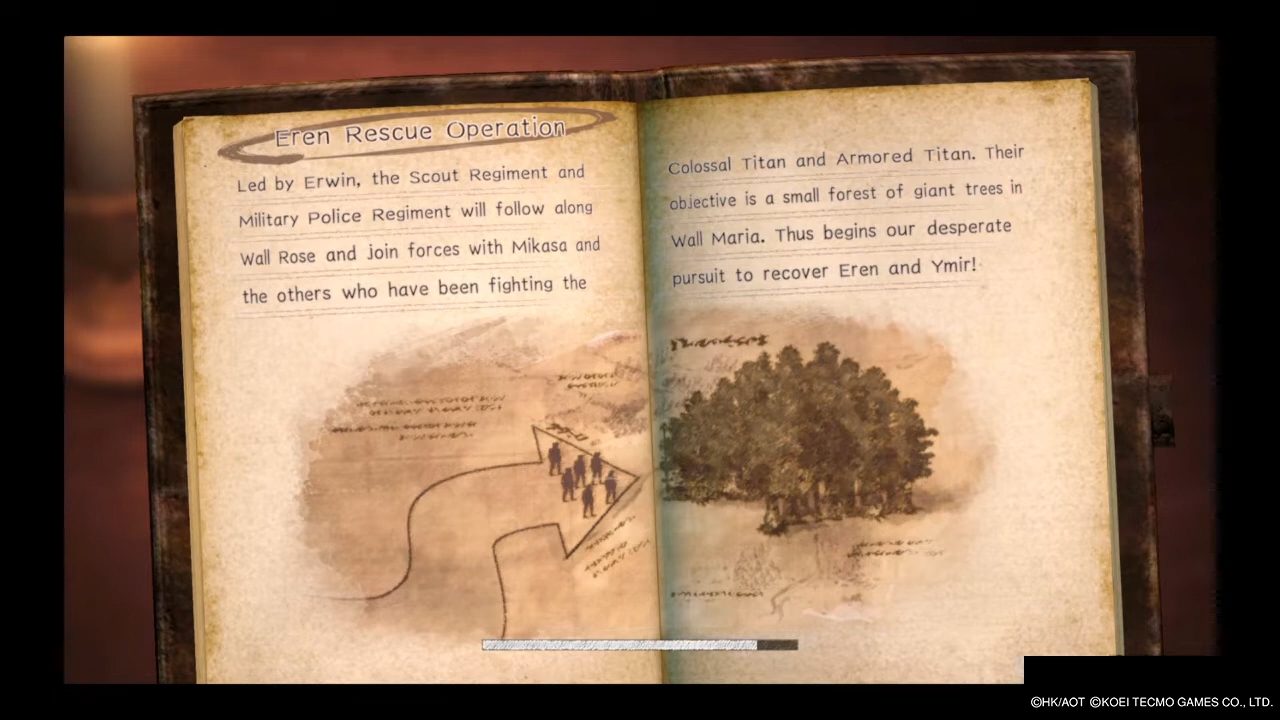 Eren Rescue Operation
Led by Erwin, the Scout Regiment and
Military Police Regiment will follow along
Wall Rose and join forces with Mikasa and
the others who have been fighting the
Colossal Titan and Armored Titan. Their
objective is a small forest of giant trees in
Wall Maria. Thus begins our desperate
pursuit to recover Eren and Ymir!
©HK/AOT ©KOEI TECMO GAMES CO., LTD.